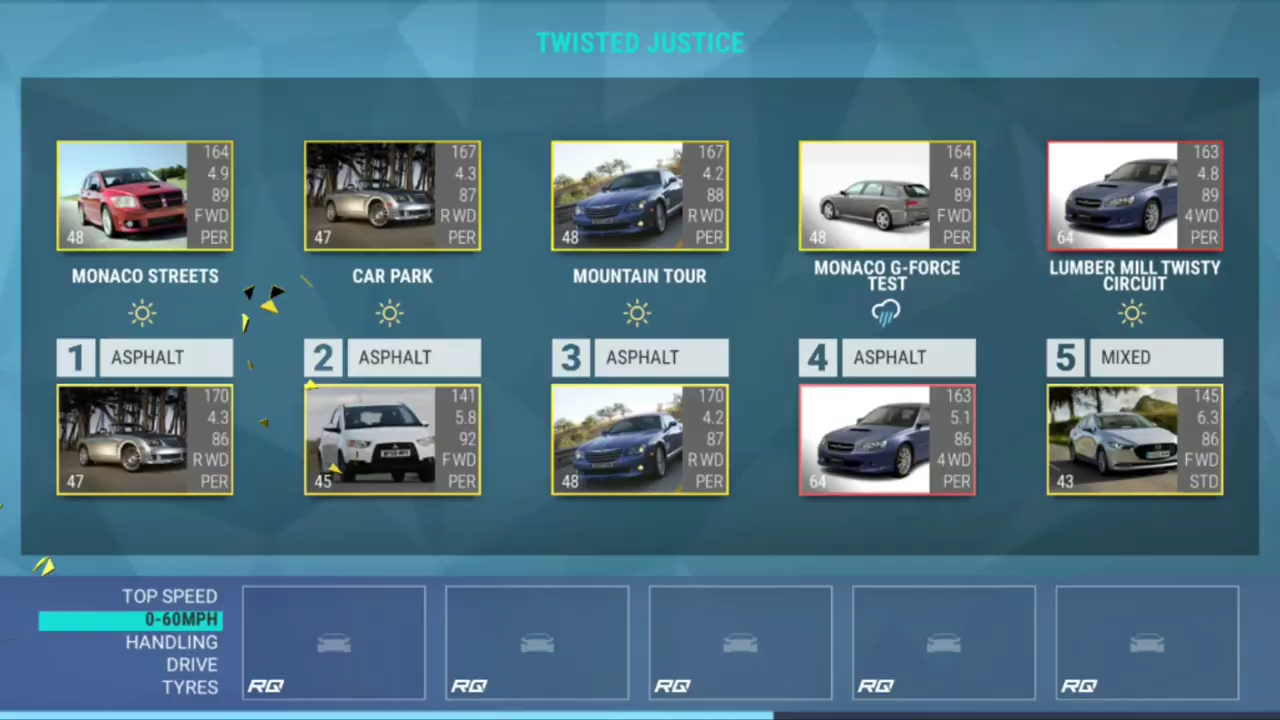 TWISTED JUSTICE
164
4.9
89
FWD
48 PER
167
4.3
87
RWD
47 PER
167
4.2
88
RWD
48 PER
164
4.8
89
FWD
48 PER
163
4.8
89
4WD
64 PER
MONACO STREETS
CAR PARK
MOUNTAIN TOUR
MONACO G-FORCE
TEST
LUMBER MILL TWISTY
CIRCUIT
1 ASPHALT
2 ASPHALT
3 ASPHALT
4 ASPHALT
5 MIXED
170
4.3
86
RWD
47 PER
141
5.8
92
FWD
45 PER
170
4.2
87
RWD
48 PER
163
5.1
86
4WD
64 PER
145
6.3
86
FWD
43 STD
TOP SPEED
0-60MPH
HANDLING
DRIVE
TYRES
RQ
RQ
RQ
RQ
RQ